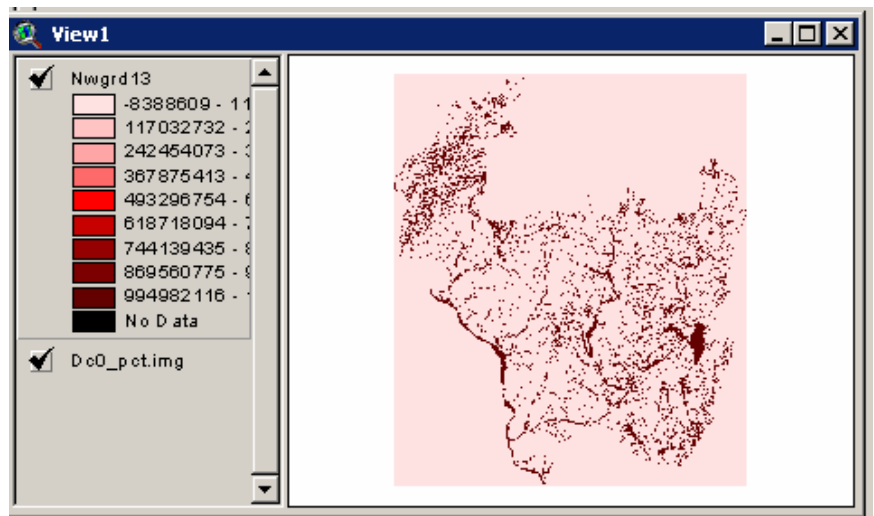 View1
Nwgrd13
-8388609 - 11
117032732 - 2
242454073 - 3
367875413 - 4
493296754 - 6
618718094 - 7
744139435 - 8
869560775 - 9
994982116 - 1
No Data
Dc0_pct.img